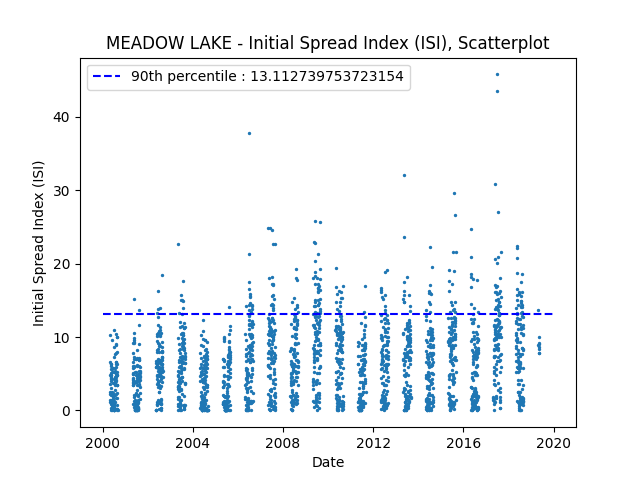 MEADOW LAKE - Initial Spread Index (ISI), Scatterplot
90th percentile : 13.112739753723154
Initial Spread Index (ISI)
40
30
20
10
0
2000 2004 2008 2012 2016 2020
Date